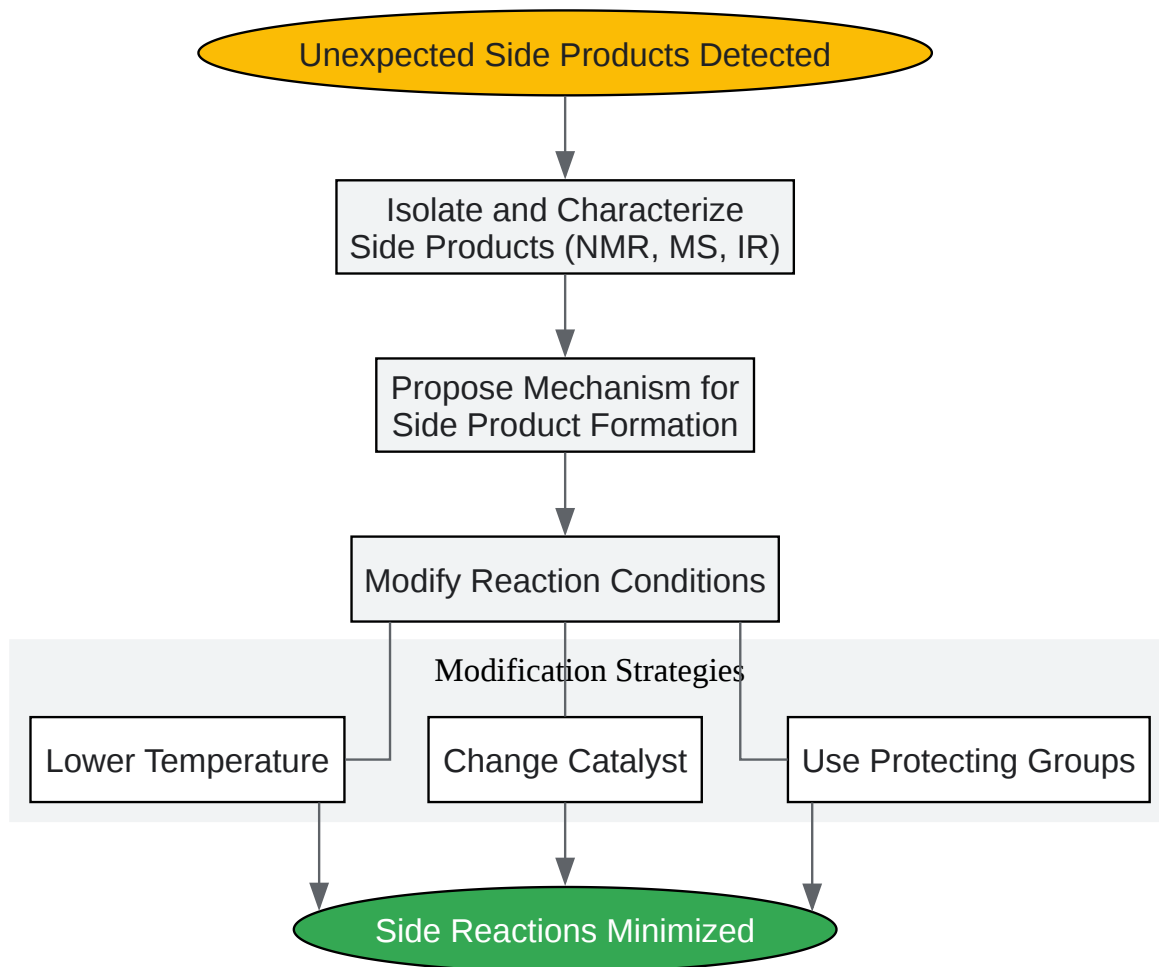 Unexpected Side Products Detected
Isolate and Characterize
Side Products (NMR, MS, IR)
Propose Mechanism for
Side Product Formation
Modify Reaction Conditions
Modification Strategies
Lower Temperature
Change Catalyst
Use Protecting Groups
Side Reactions Minimized